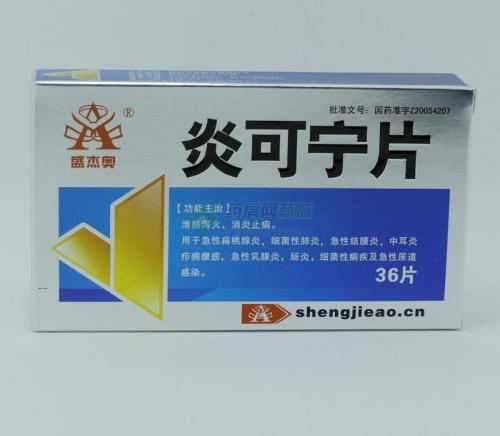 批准文号：国药准字Z20054207
®
盛杰奥
炎可宁片
【功能主治】
清热泻火，消炎止痢。
用于急性扁桃腺炎，细菌性肺炎，急性结膜炎，中耳炎
疖痈瘰疬，急性乳腺炎，肠炎，细菌性痢疾及急性尿道
感染。
36片
shengjieao.cn